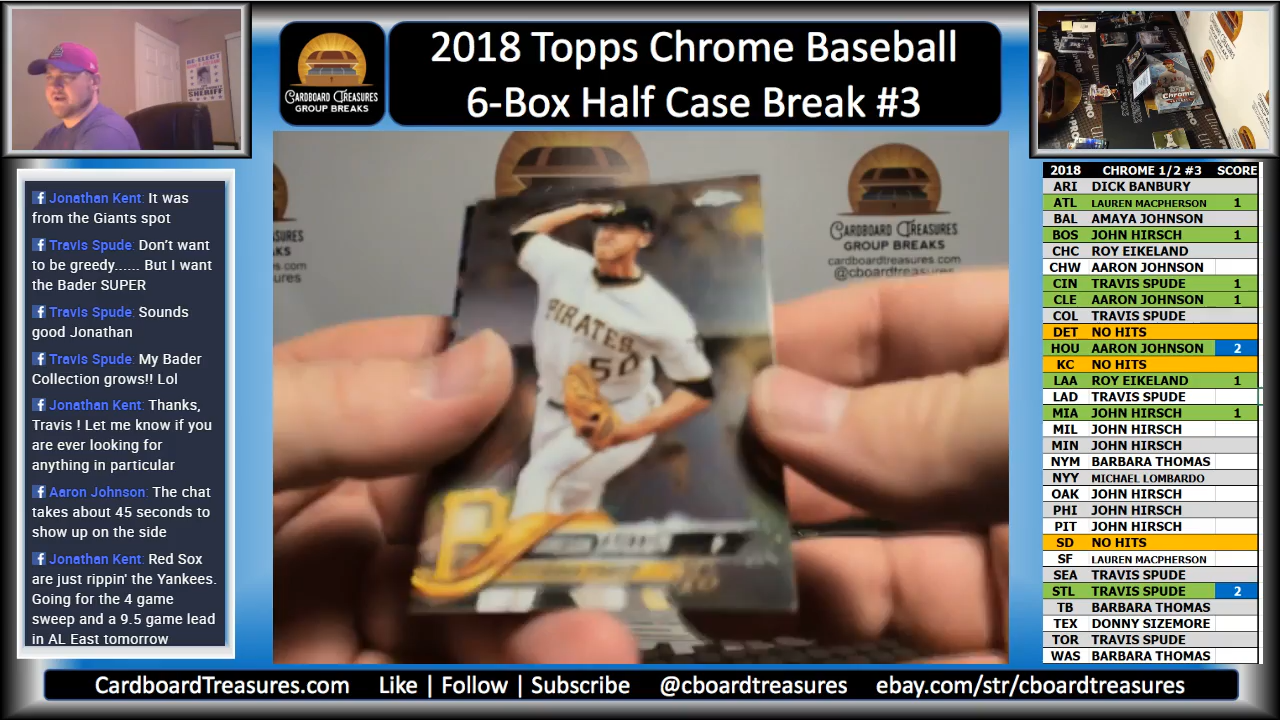 RE-ELECT
SHERIFF
CARDBOARD TREASURES
GROUP BREAKS
2018 Topps Chrome Baseball
6-Box Half Case Break #3
Jonathan Kent: It was
from the Giants spot
Travis Spude: Don't want
to be greedy...... But I want
the Bader SUPER
Travis Spude: Sounds
good Jonathan
Travis Spude: My Bader
Collection grows!! Lol
Jonathan Kent: Thanks,
Travis ! Let me know if you
are ever looking for
anything in particular
Aaron Johnson: The chat
takes about 45 seconds to
show up on the side
Jonathan Kent: Red Sox
are just rippin' the Yankees.
Going for the 4 game
sweep and a 9.5 game lead
in AL East tomorrow
CARDBOARD TREASURES
GROUP BREAKS
cardboardtreasures.com
@cboardtreasures
PIRATES
50
P
Chrome
2018 CHROME 1/2 #3 SCORE
ARI DICK BANBURY
ATL LAUREN MACPHERSON 1
BAL AMAYA JOHNSON
BOS JOHN HIRSCH 1
CHC ROY EIKELAND
CHW AARON JOHNSON
CIN TRAVIS SPUDE 1
CLE AARON JOHNSON 1
COL TRAVIS SPUDE
DET NO HITS
HOU AARON JOHNSON 2
KC NO HITS
LAA ROY EIKELAND 1
LAD TRAVIS SPUDE
MIA JOHN HIRSCH 1
MIL JOHN HIRSCH
MIN JOHN HIRSCH
NYM BARBARA THOMAS
NYY MICHAEL LOMBARDO
OAK JOHN HIRSCH
PHI JOHN HIRSCH
PIT JOHN HIRSCH
SD NO HITS
SF LAUREN MACPHERSON
SEA TRAVIS SPUDE
STL TRAVIS SPUDE 2
TB BARBARA THOMAS
TEX DONNY SIZEMORE
TOR TRAVIS SPUDE
WAS BARBARA THOMAS
CardboardTreasures.com Like | Follow | Subscribe @cboardtreasures ebay.com/str/cboardtreasures